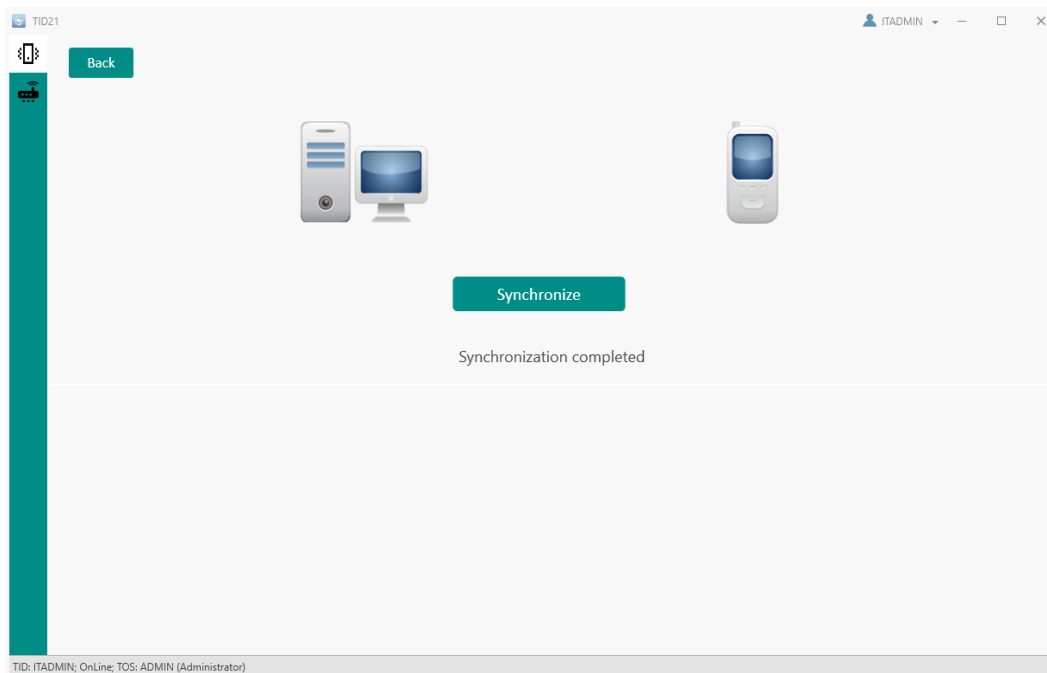 TID21
ITADMIN
Back
Synchronize
Synchronization completed
TID: ITADMIN; OnLine; TOS: ADMIN (Administrator)